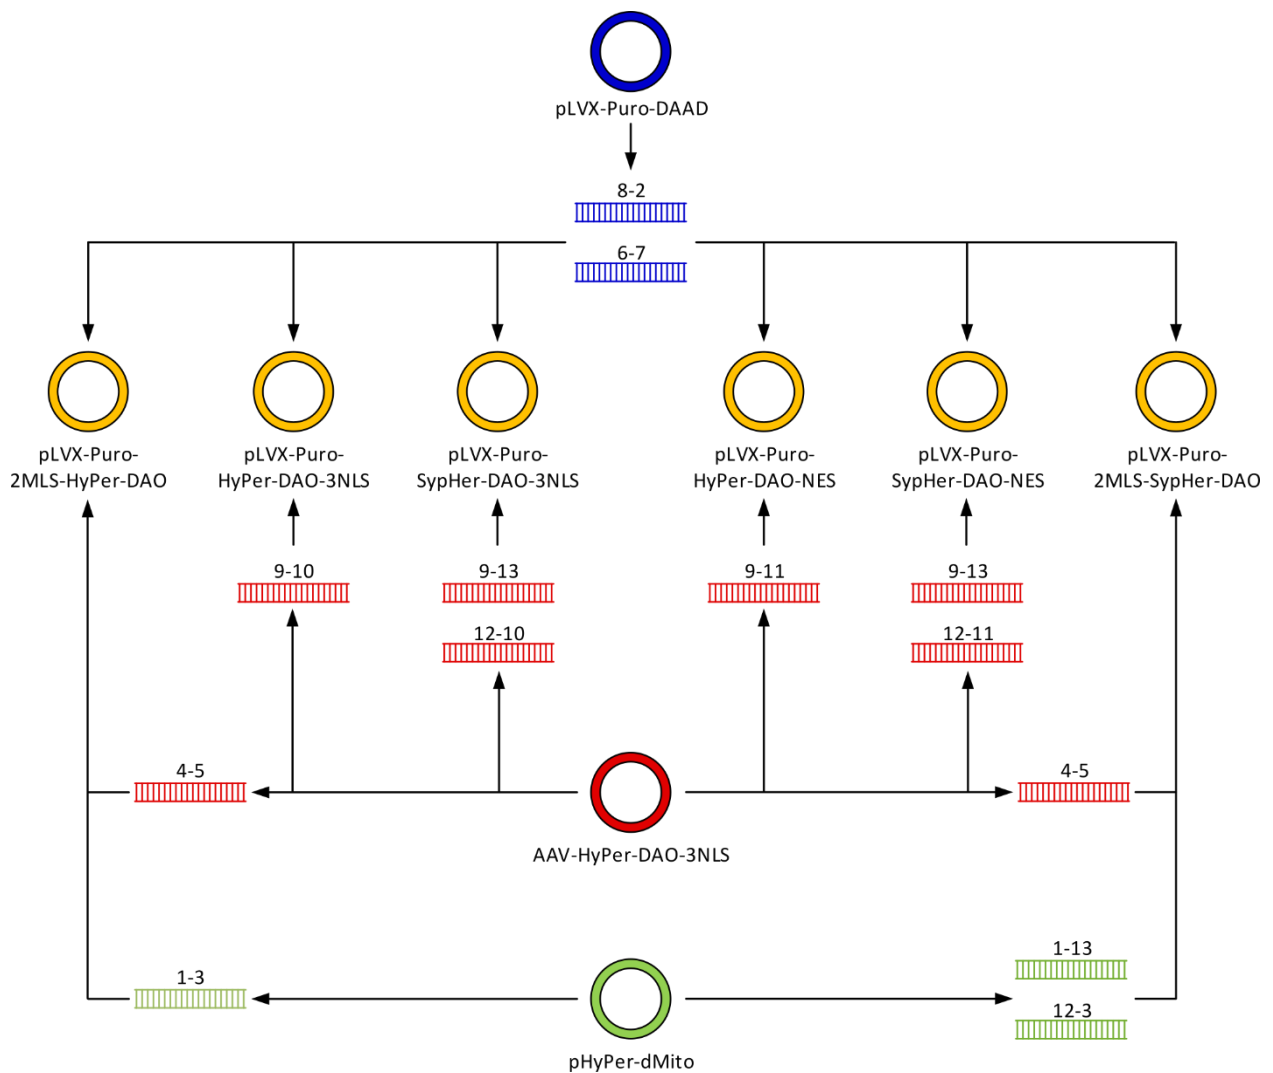 pLVX-Puro-DAAD
8-2
6-7
pLVX-Puro-
2MLS-HyPer-DAO
pLVX-Puro-
HyPer-DAO-3NLS
pLVX-Puro-
SypHer-DAO-3NLS
pLVX-Puro-
HyPer-DAO-NES
pLVX-Puro-
SypHer-DAO-NES
pLVX-Puro-
2MLS-SypHer-DAO
9-10
9-13
9-11
9-13
12-10
12-11
4-5
4-5
AAV-HyPer-DAO-3NLS
1-13
1-3
12-3
pHyPer-dMito